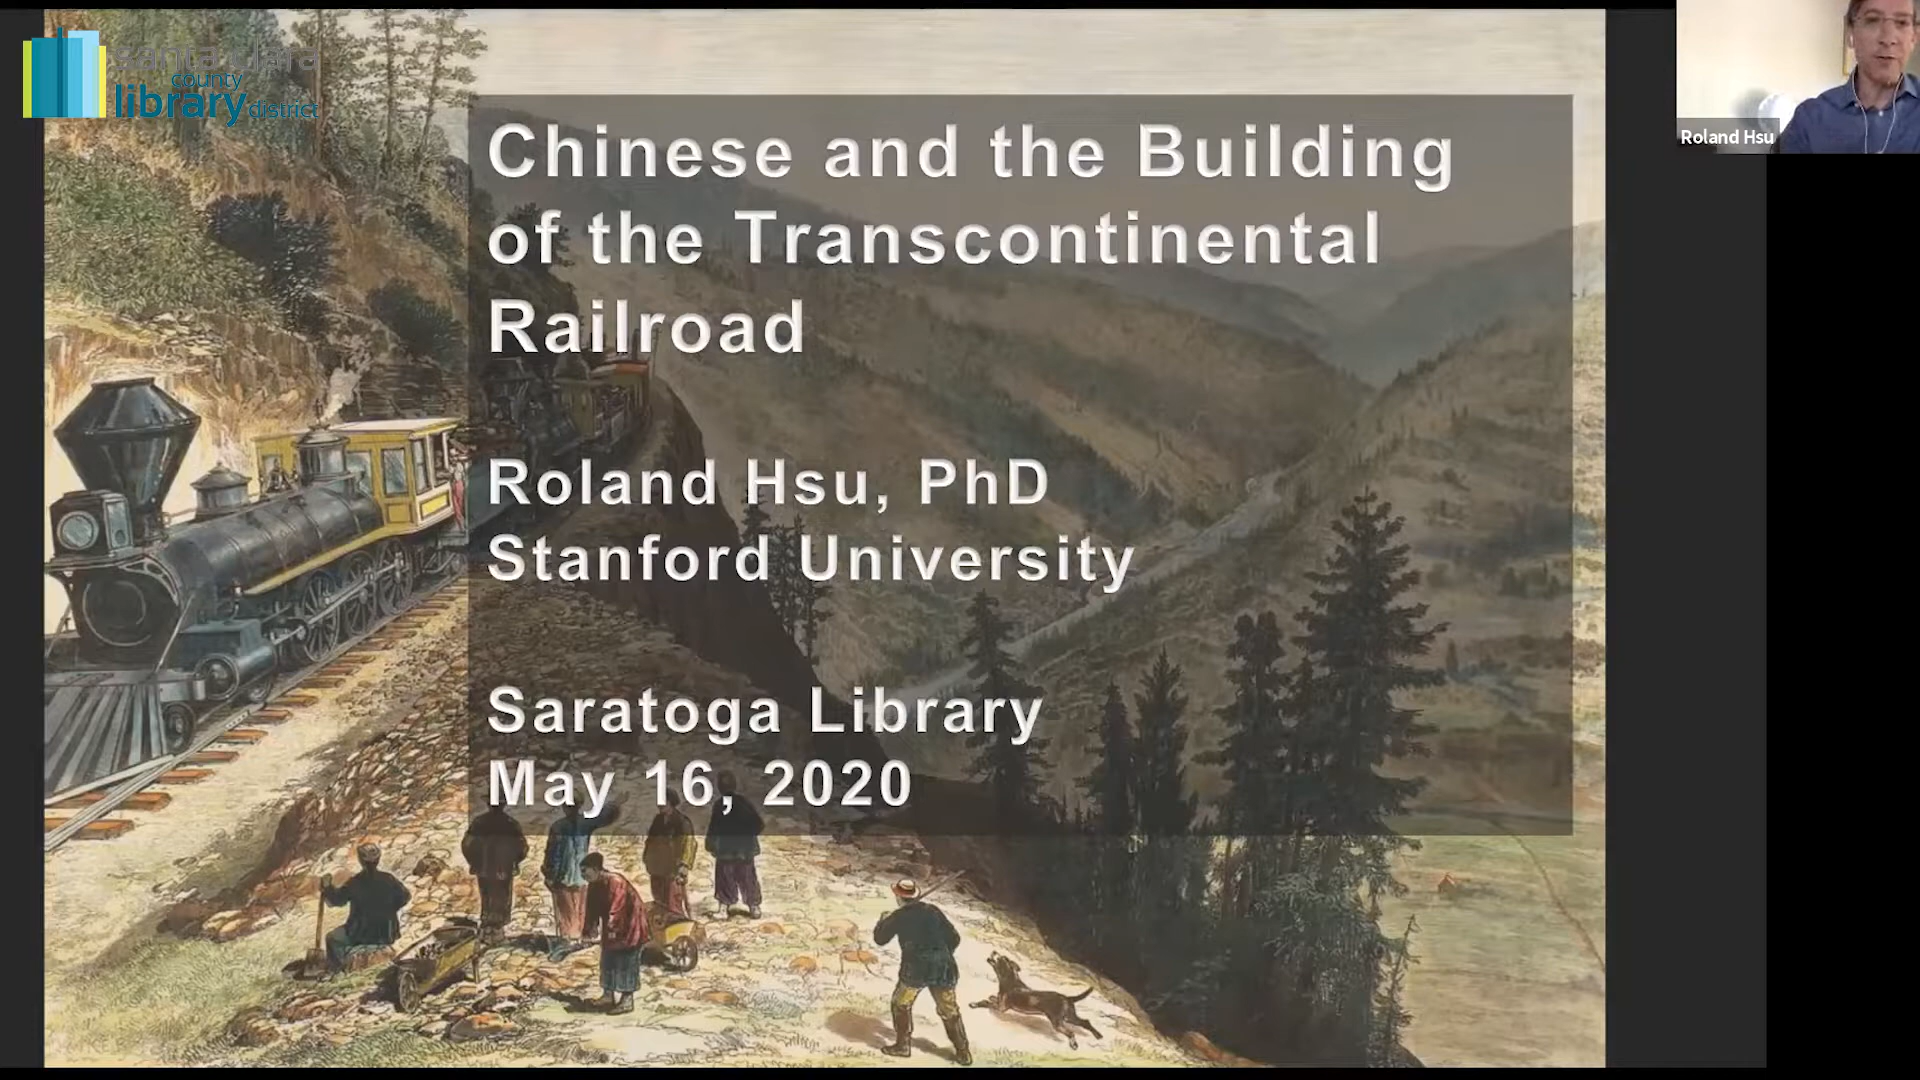 santa clara
county
library district
Chinese and the Building
of the Transcontinental
Railroad
Roland Hsu, PhD
Stanford University
Saratoga Library
May 16, 2020
Roland Hsu